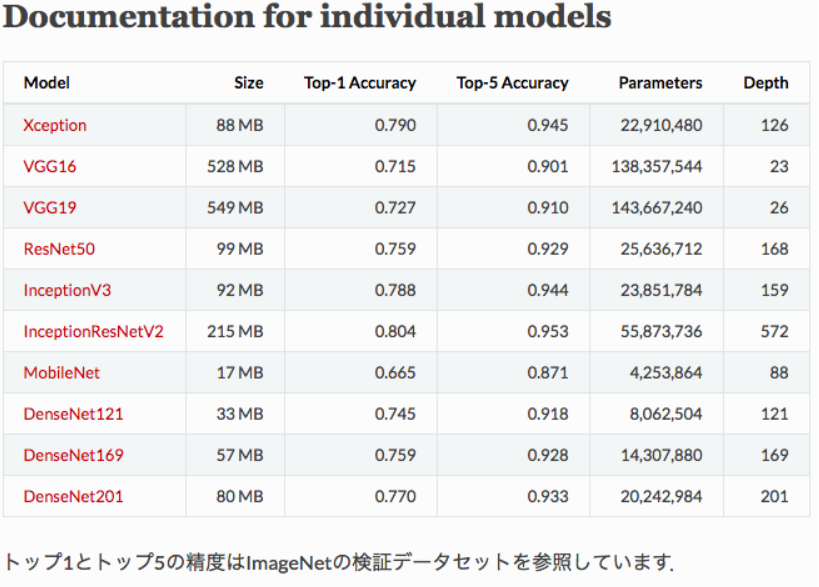 Documentation for individual models
Model Size Top-1 Accuracy Top-5 Accuracy Parameters Depth
Xception 88 MB 0.790 0.945 22,910,480 126
VGG16 528 MB 0.715 0.901 138,357,544 23
VGG19 549 MB 0.727 0.910 143,667,240 26
ResNet50 99 MB 0.759 0.929 25,636,712 168
InceptionV3 92 MB 0.788 0.944 23,851,784 159
InceptionResNetV2 215 MB 0.804 0.953 55,873,736 572
MobileNet 17 MB 0.665 0.871 4,253,864 88
DenseNet121 33 MB 0.745 0.918 8,062,504 121
DenseNet169 57 MB 0.759 0.928 14,307,880 169
DenseNet201 80 MB 0.770 0.933 20,242,984 201
トップ1とトップ5の精度はImageNetの検証データセットを参照しています.